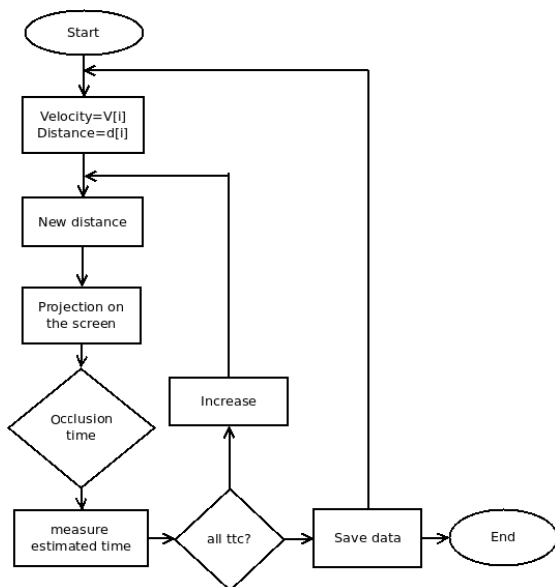 Start
Velocity=V[i]
Distance=d[i]
New distance
Projection on
the screen
Occlusion
time
Increase
measure
estimated time
all ttc?
Save data
End